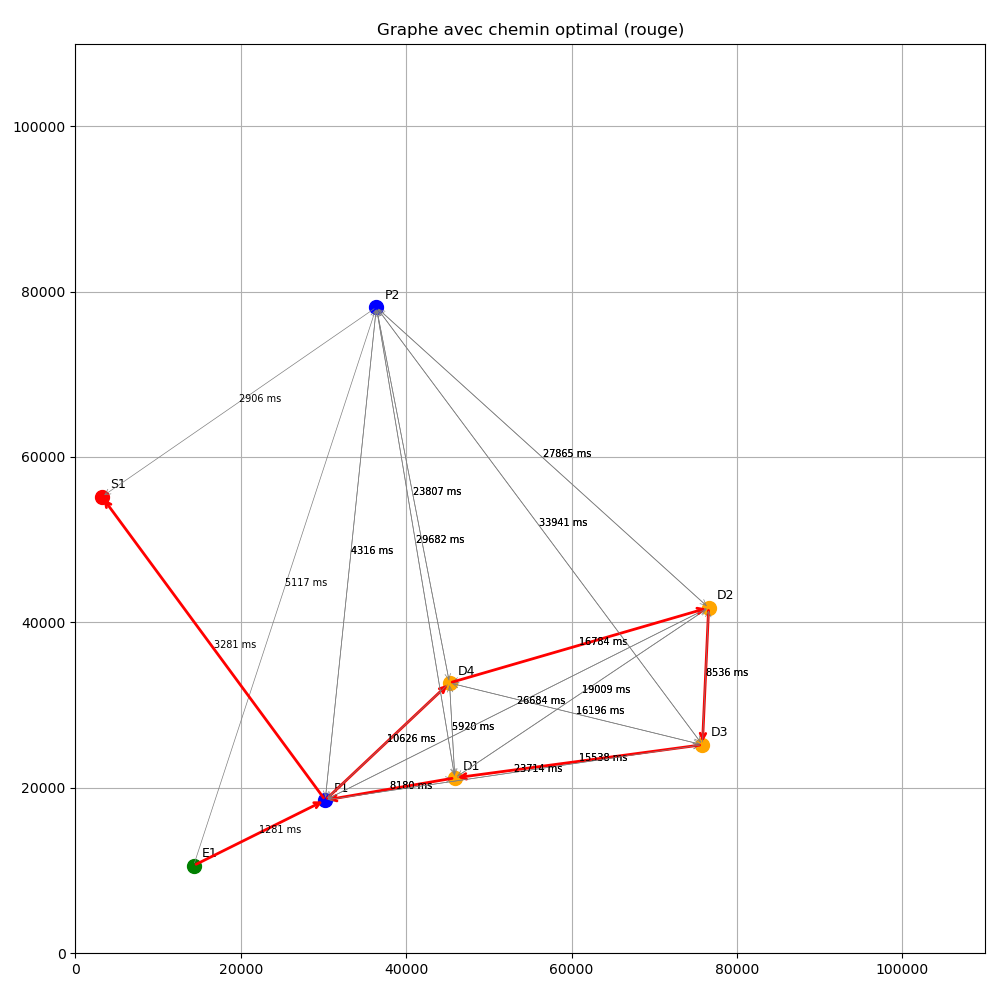 Graphe avec chemin optimal (rouge)
100000
80000
P2
2906 ms
60000
27865 ms
S1
23807 ms
33941 ms
29682 ms
4316 ms
5117 ms
D2
40000
16784 ms
3281 ms
D4
8536 ms
19009 ms
26684 ms
16196 ms
5920 ms
D3
10626 ms
15538 ms
23714 ms
D1
8180 ms
P1
20000
1281 ms
E1
0
0 20000 40000 60000 80000 100000